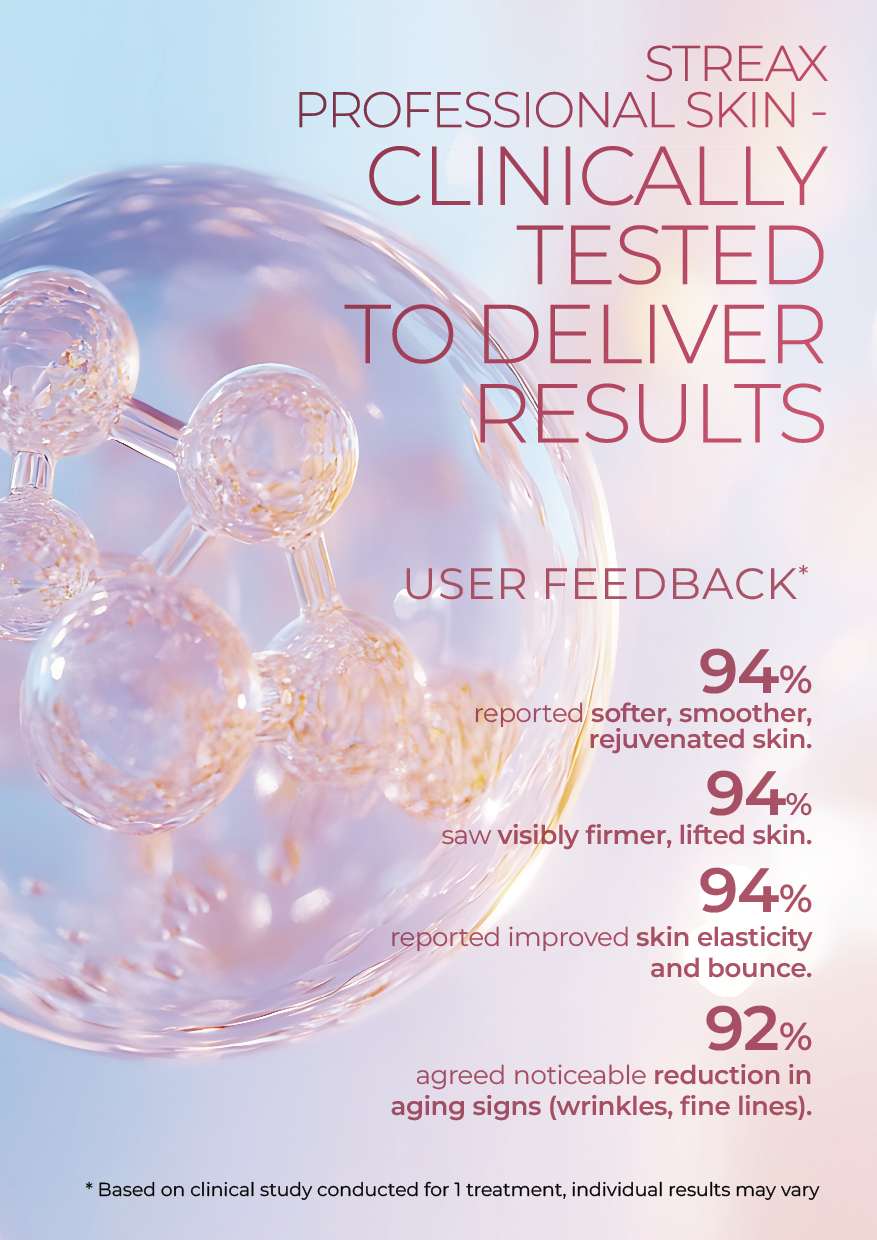 STREAX
PROFESSIONAL SKIN -
CLINICALLY
TESTED
TO DELIVER
RESULTS
USER FEEDBACK*
94%
reported softer, smoother,
rejuvenated skin.
94%
saw visibly firmer, lifted skin.
94%
reported improved skin elasticity
and bounce.
92%
agreed noticeable reduction in
aging signs (wrinkles, fine lines).
* Based on clinical study conducted for 1 treatment, individual results may vary